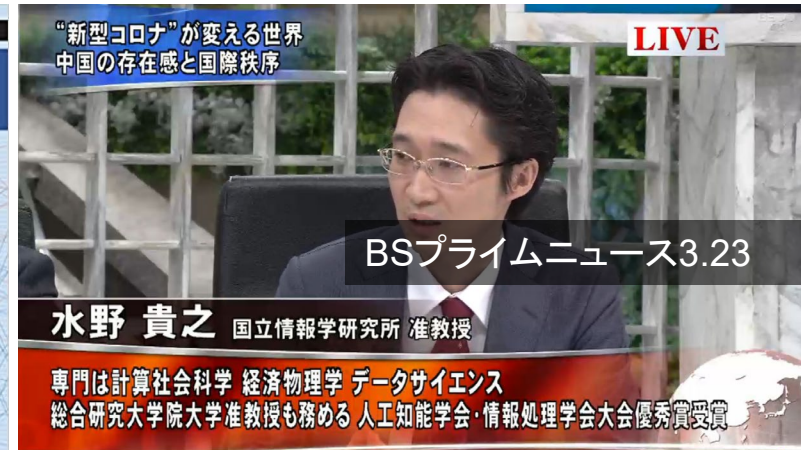 “新型コロナ”が変える世界
中国の存在感と国際秩序
LIVE
BSプライムニュース3.23
水野 貴之 国立情報学研究所 准教授
専門は計算社会科学 経済物理学 データサイエンス
総合研究大学院大学准教授も務める 人工知能学会・情報処理学会大会優秀賞受賞